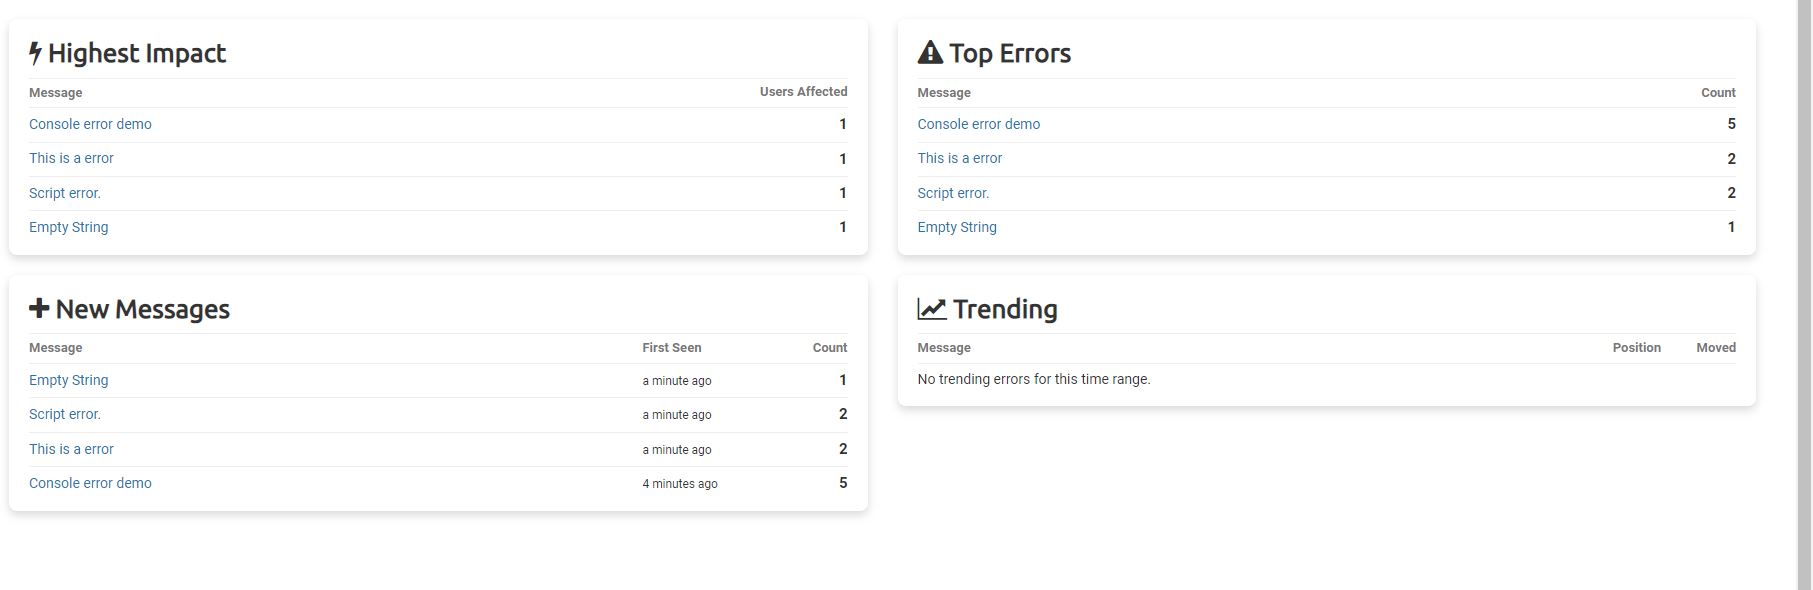 Highest Impact
Message Users Affected
Console error demo 1
This is a error 1
Script error. 1
Empty String 1
Top Errors
Message Count
Console error demo 5
This is a error 2
Script error. 2
Empty String 1
New Messages
Message First Seen Count
Empty String a minute ago 1
Script error. a minute ago 2
This is a error a minute ago 2
Console error demo 4 minutes ago 5
Trending
Message Position Moved
No trending errors for this time range.